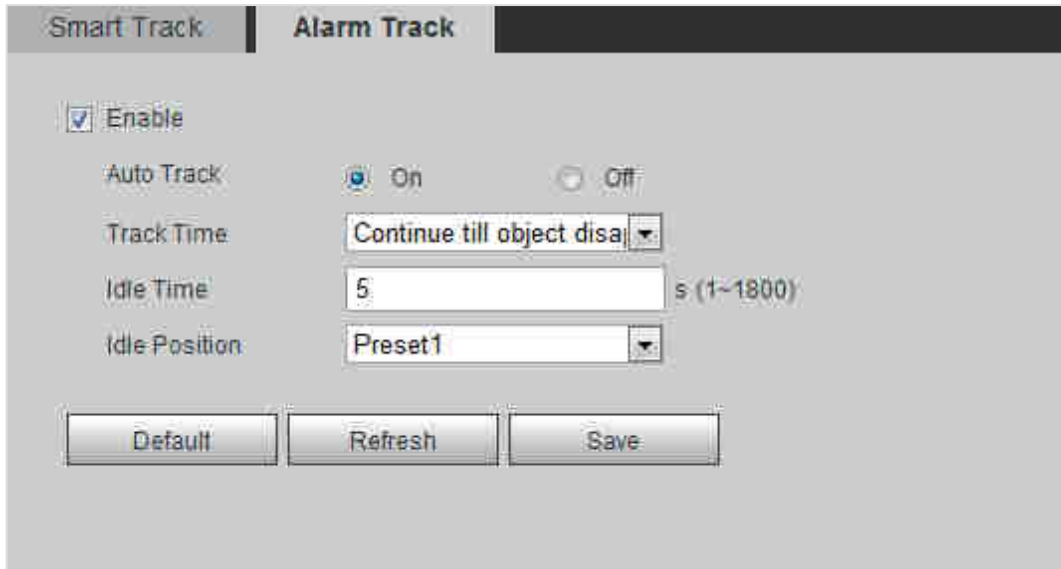 Smart Track Alarm Track
Enable
Auto Track On Off
Track Time Continue till object disa
Idle Time 5 s (1~1800)
Idle Position Preset1
Default Refresh Save